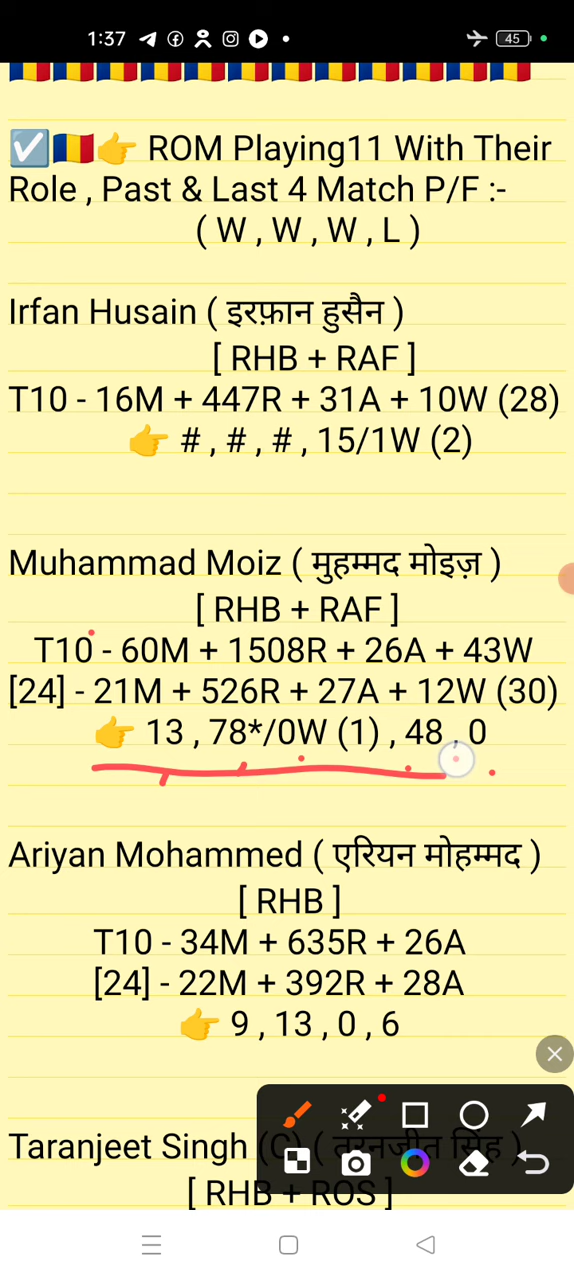 1:37
45
☑️🇷🇴👉 ROM Playing11 With Their
Role , Past & Last 4 Match P/F :-
( W , W , W , L )
Irfan Husain ( इरफ़ान हुसैन )
[ RHB + RAF ]
T10 - 16M + 447R + 31A + 10W (28)
👉 # , # , # , 15/1W (2)
Muhammad Moiz ( मुहम्मद मोइज़ )
[ RHB + RAF ]
T10 - 60M + 1508R + 26A + 43W
[24] - 21M + 526R + 27A + 12W (30)
👉 13 , 78*/0W (1) , 48 , 0
Ariyan Mohammed ( एरियन मोहम्मद )
[ RHB ]
T10 - 34M + 635R + 26A
[24] - 22M + 392R + 28A
👉 9 , 13 , 0 , 6
Taranjeet Singh (C) ( तरनजीत सिंह )
[ RHB + ROS ]